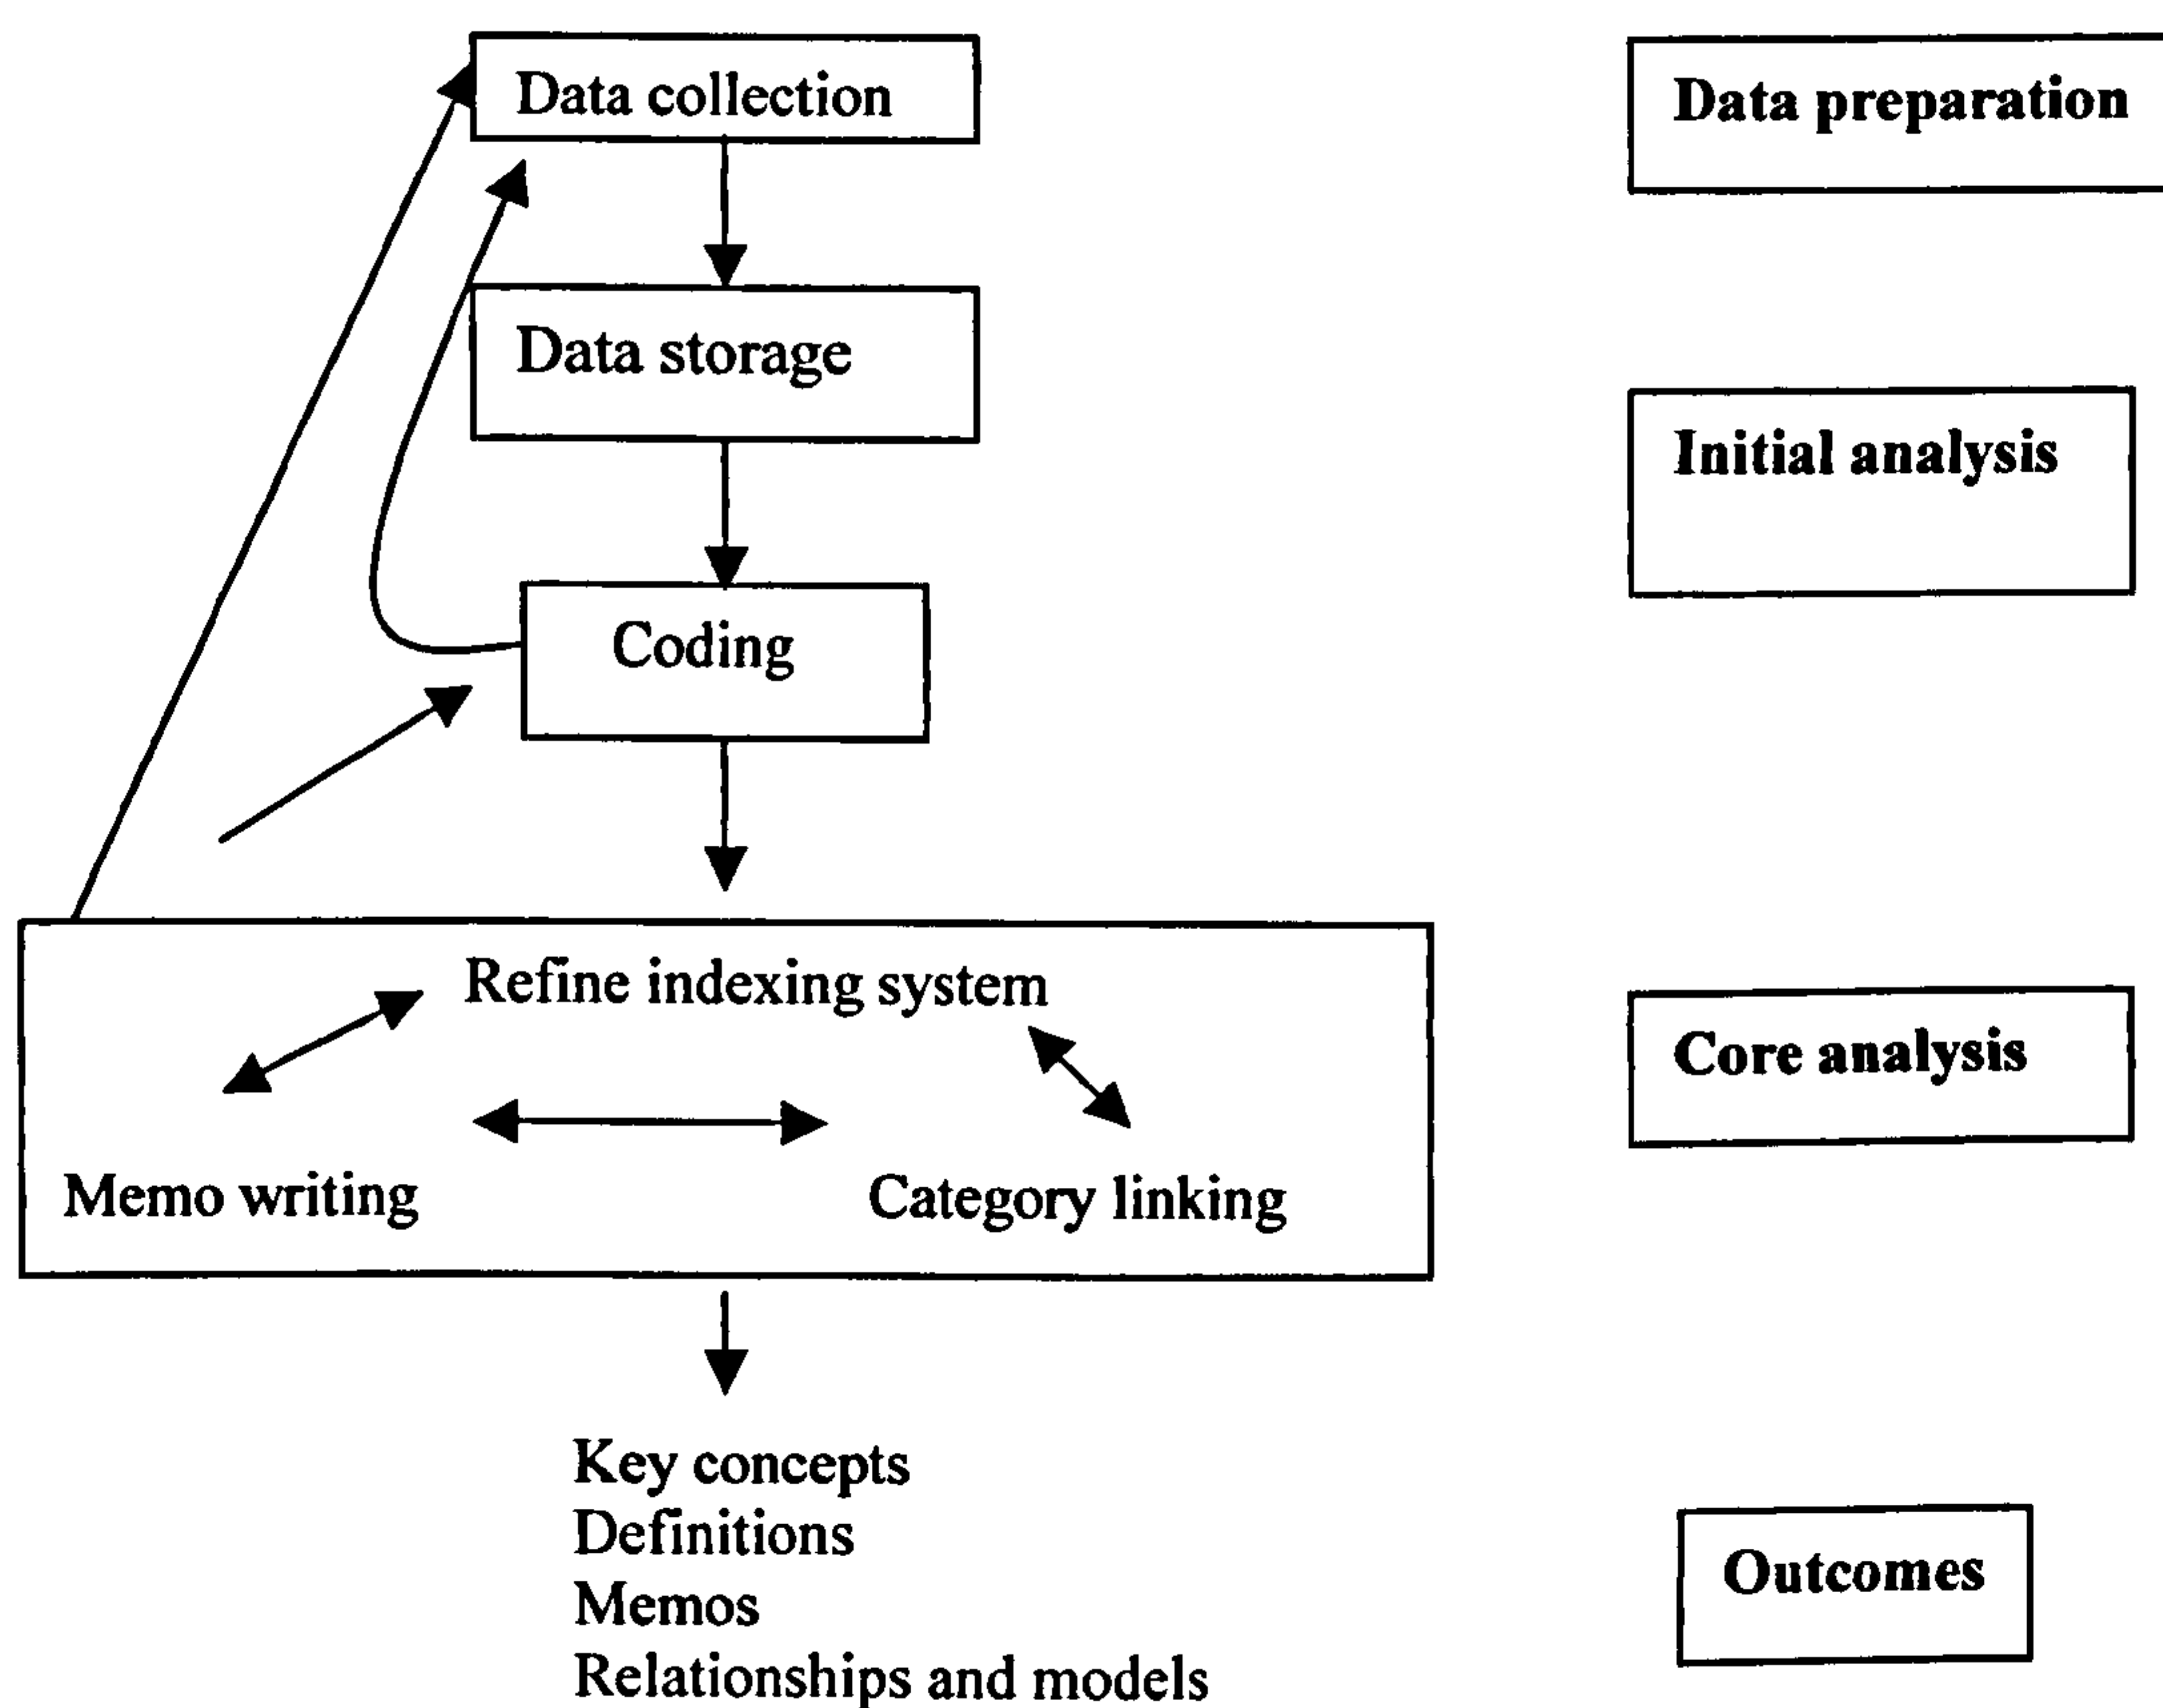 Data collection
Data preparation
Data storage
Initial analysis
Coding
Refine indexing system
Core analysis
Memo writing
Category linking
Key concepts
Definitions
Memos
Outcomes
Relationships and models